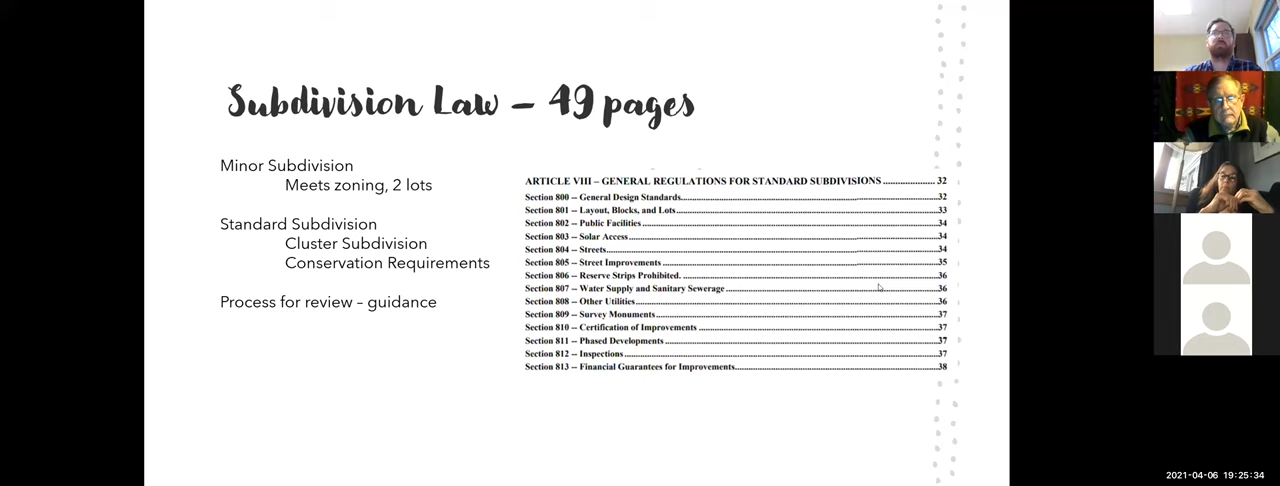 Subdivision Law – 49 pages
Minor Subdivision
Meets zoning, 2 lots
Standard Subdivision
Cluster Subdivision
Conservation Requirements
Process for review – guidance
ARTICLE VIII – GENERAL REGULATIONS FOR STANDARD SUBDIVISIONS .................. 32
Section 800 -- General Design Standards.................. 32
Section 801 -- Layout, Blocks, and Lots.................. 33
Section 802 -- Public Facilities.................. 34
Section 803 -- Solar Access.................. 34
Section 804 -- Streets.................. 34
Section 805 -- Street Improvements.................. 35
Section 806 -- Reserve Strips Prohibited. .................. 36
Section 807 -- Water Supply and Sanitary Sewerage.................. 36
Section 808 -- Other Utilities.................. 36
Section 809 -- Survey Monuments.................. 37
Section 810 -- Certification of Improvements.................. 37
Section 811 -- Phased Developments.................. 37
Section 812 -- Inspections.................. 37
Section 813 -- Financial Guarantees for Improvements.................. 38
2021-04-06 19:25:34